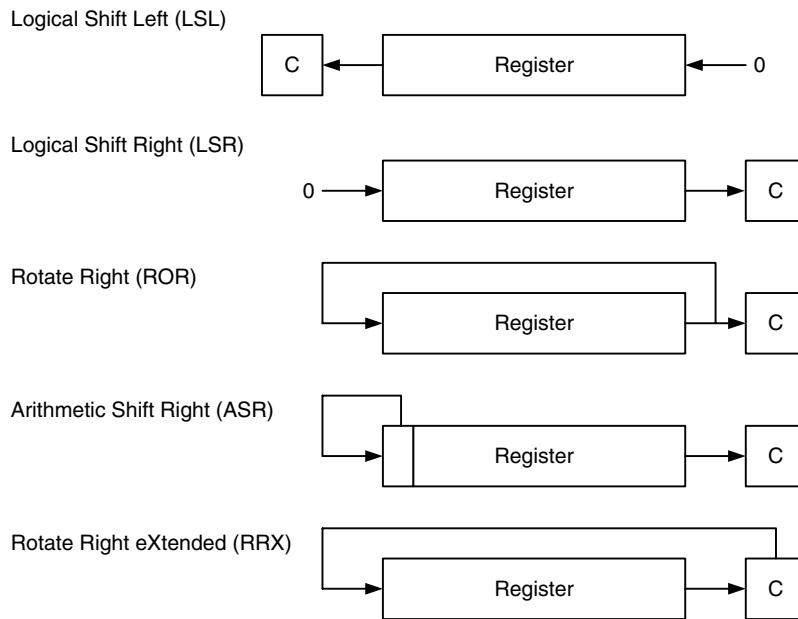 Logical Shift Left (LSL)
C Register 0
Logical Shift Right (LSR)
0 Register C
Rotate Right (ROR)
Register C
Arithmetic Shift Right (ASR)
Register C
Rotate Right eXtended (RRX)
Register C